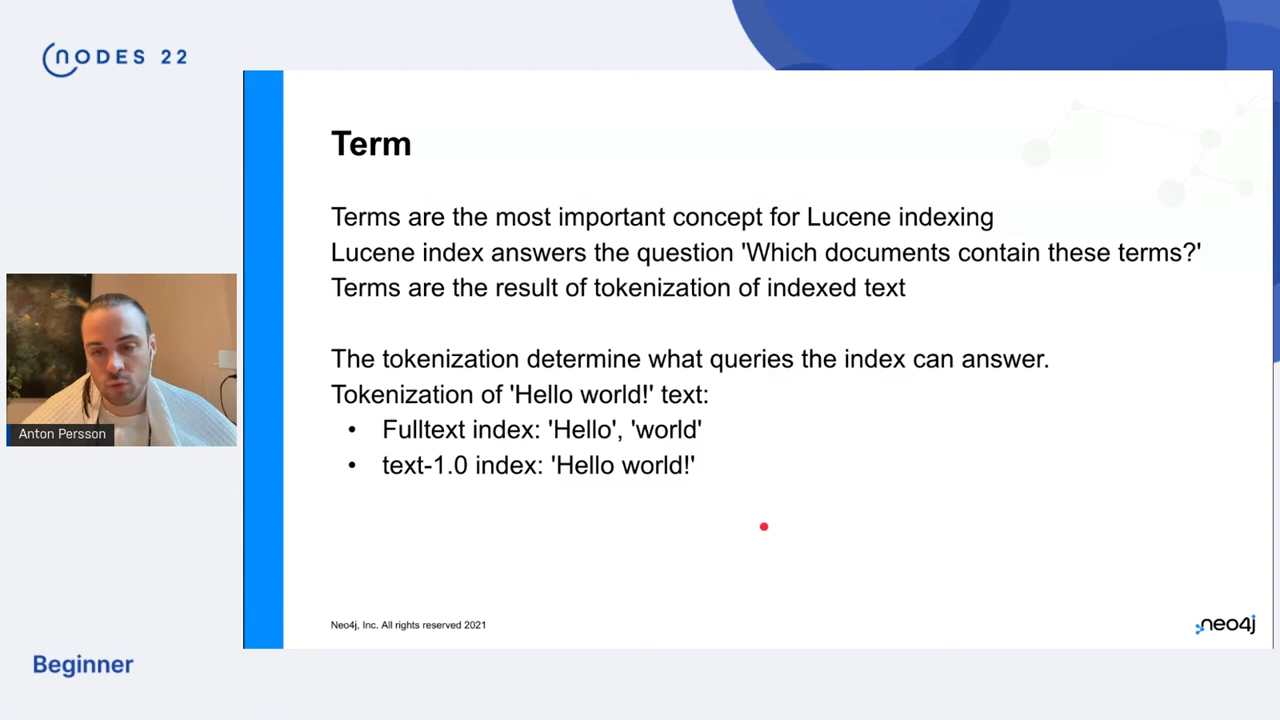 NODES 22
Term
Terms are the most important concept for Lucene indexing
Lucene index answers the question 'Which documents contain these terms?'
Terms are the result of tokenization of indexed text
The tokenization determine what queries the index can answer.
Tokenization of 'Hello world!' text:
• Fulltext index: 'Hello', 'world'
• text-1.0 index: 'Hello world!'
Anton Persson
Neo4j, Inc. All rights reserved 2021
neo4j
Beginner